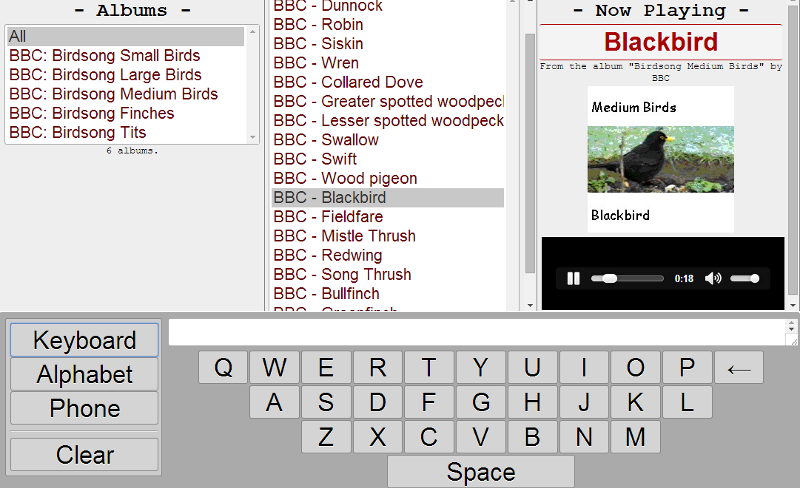 - Albums -
All
BBC: Birdsong Small Birds
BBC: Birdsong Large Birds
BBC: Birdsong Medium Birds
BBC: Birdsong Finches
BBC: Birdsong Tits
6 albums.
BBC - Dunnock
BBC - Robin
BBC - Siskin
BBC - Wren
BBC - Collared Dove
BBC - Greater spotted woodpeck
BBC - Lesser spotted woodpeck
BBC - Swallow
BBC - Swift
BBC - Wood pigeon
BBC - Blackbird
BBC - Fieldfare
BBC - Mistle Thrush
BBC - Redwing
BBC - Song Thrush
BBC - Bullfinch
BBC - Greenfinch
- Now Playing -
Blackbird
From the album "Birdsong Medium Birds" by
BBC
Medium Birds
Blackbird
0:18
Keyboard
Alphabet
Phone
Clear
Q W E R T Y U I O P ←
A S D F G H J K L
Z X C V B N M
Space